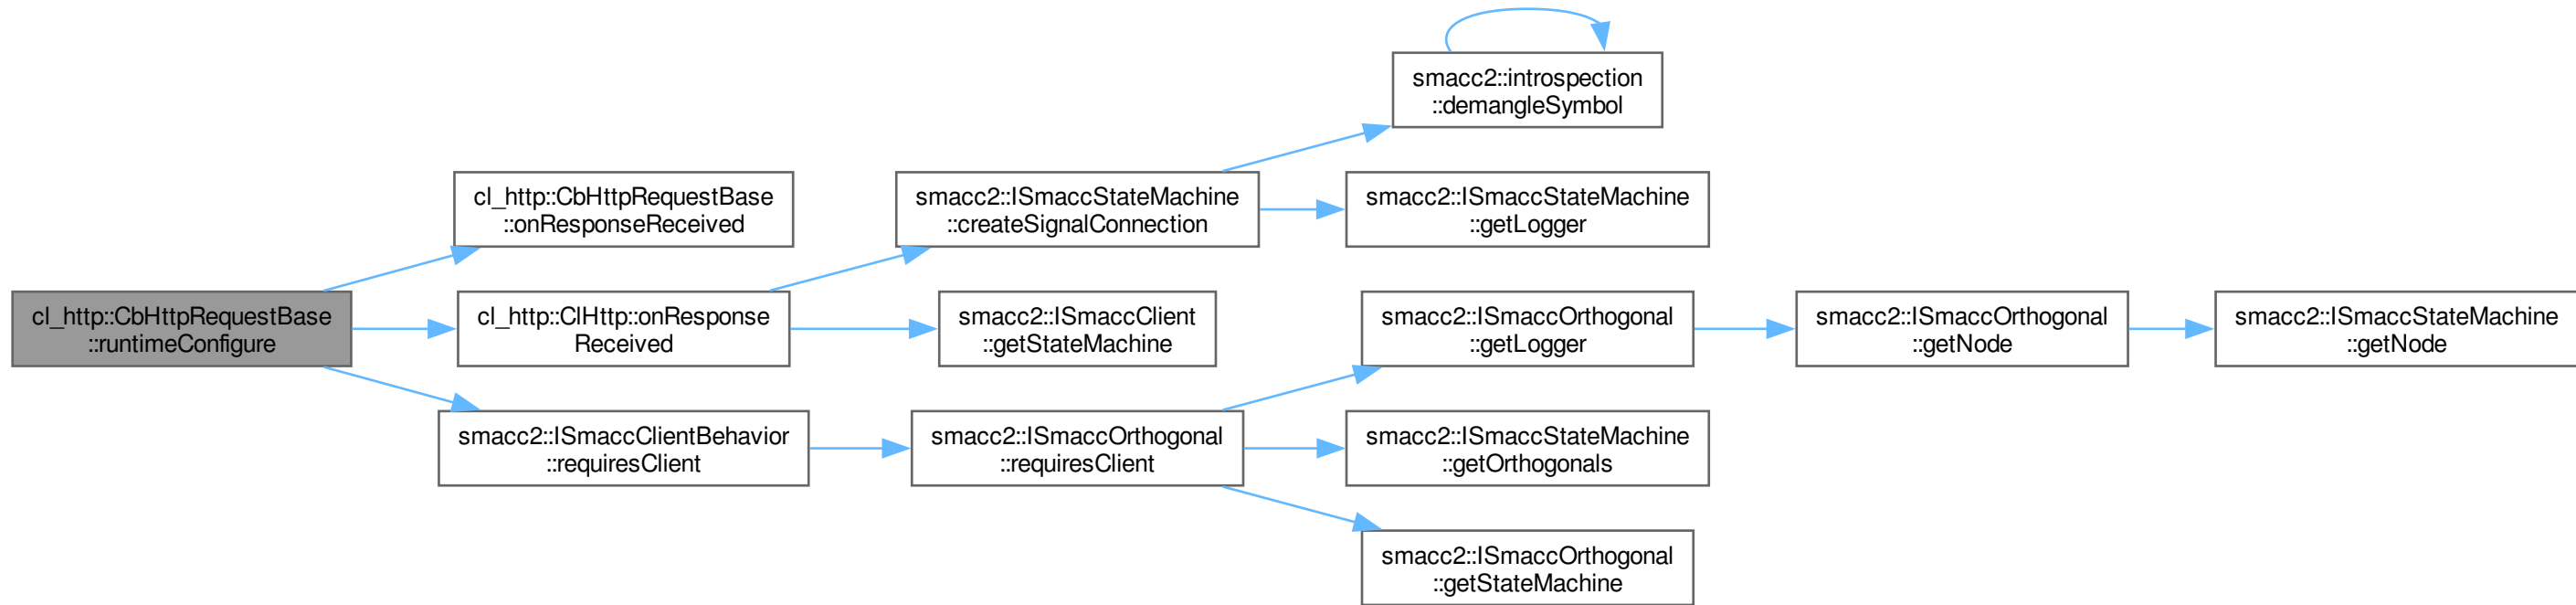 smacc2::introspection
::demangleSymbol
cl_http::CbHttpRequestBase
::onResponseReceived
smacc2::ISmaccStateMachine
::createSignalConnection
smacc2::ISmaccStateMachine
::getLogger
cl_http::CbHttpRequestBase
::runtimeConfigure
cl_http::ClHttp::onResponse
Received
smacc2::ISmaccClient
::getStateMachine
smacc2::ISmaccOrthogonal
::getLogger
smacc2::ISmaccOrthogonal
::getNode
smacc2::ISmaccStateMachine
::getNode
smacc2::ISmaccClientBehavior
::requiresClient
smacc2::ISmaccOrthogonal
::requiresClient
smacc2::ISmaccStateMachine
::getOrthogonals
smacc2::ISmaccOrthogonal
::getStateMachine